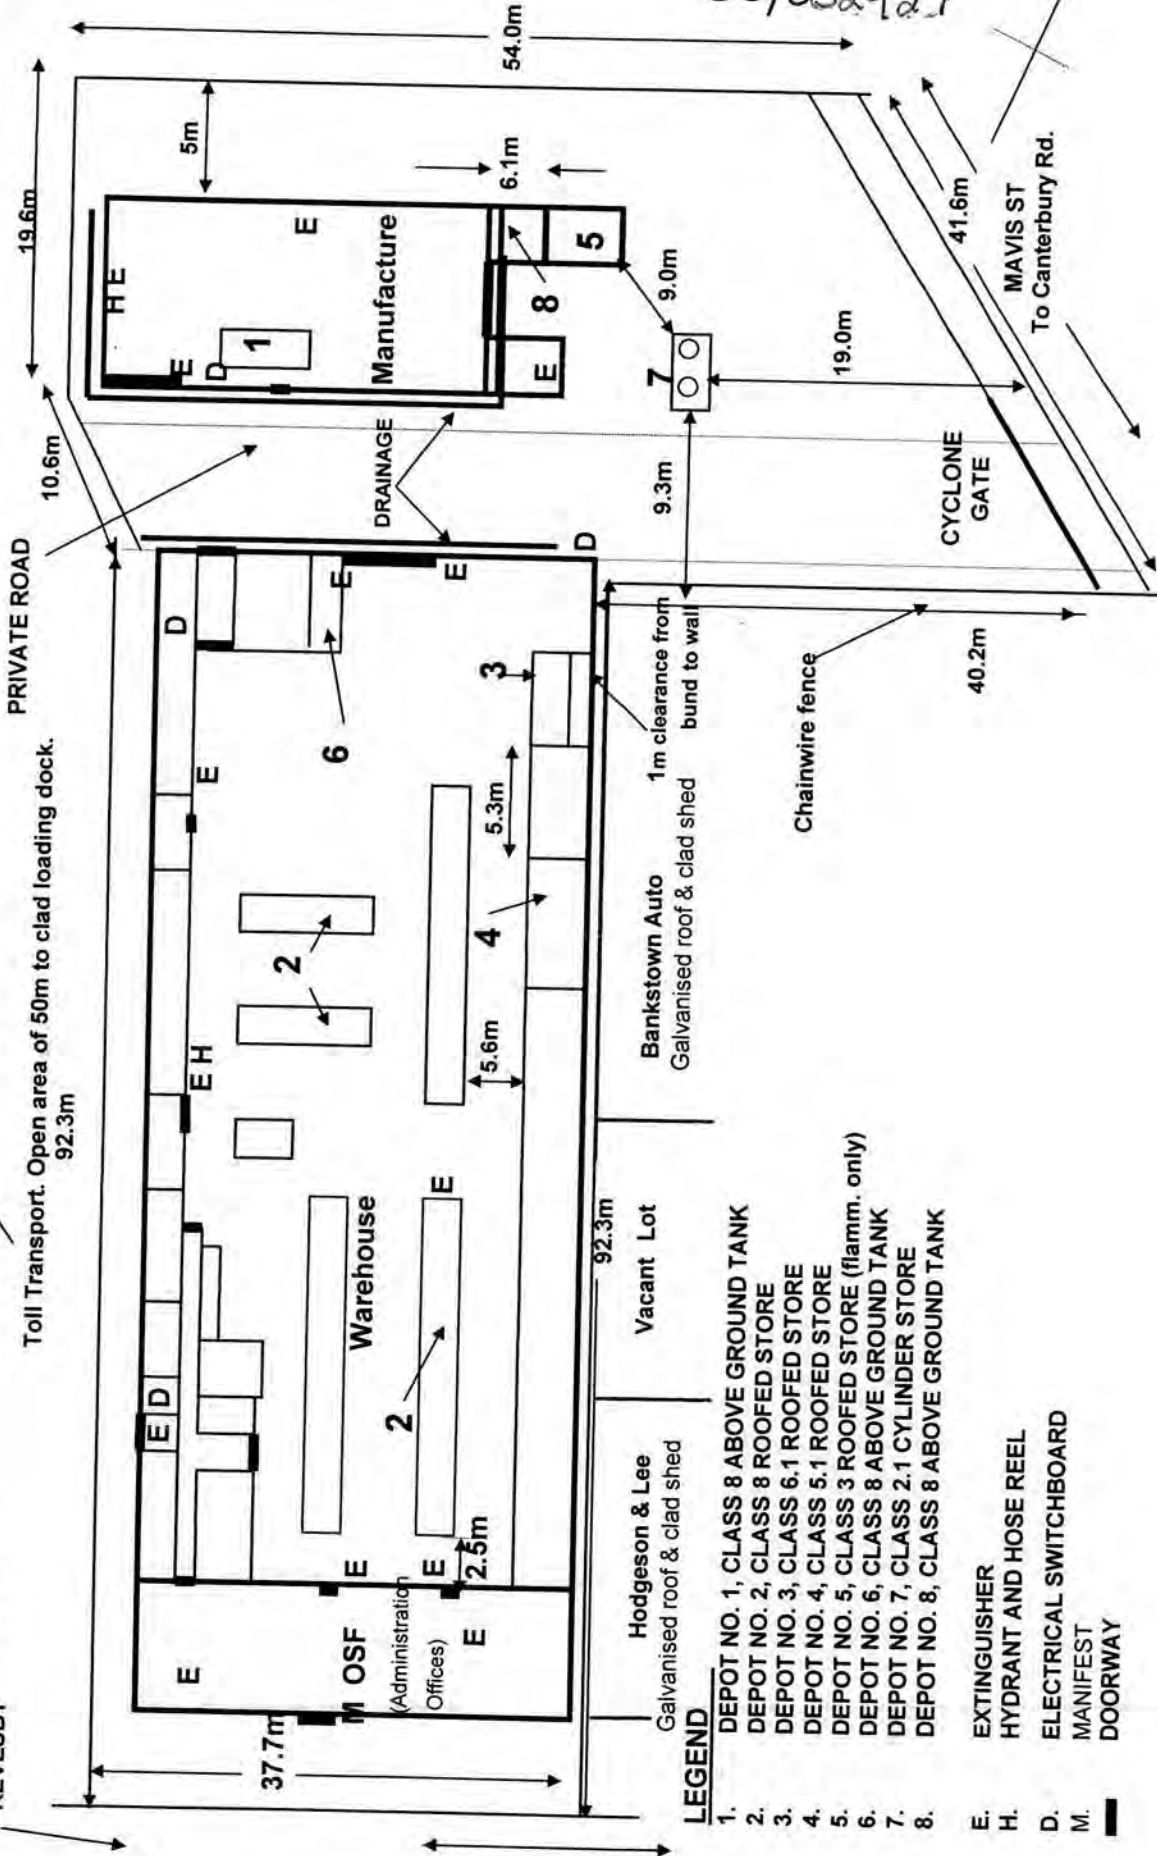 54.0m
19.6m
5m
H E
E
E
D
1
Manufacture
6.1m
5
8
E
9.0m
7
41.6m
MAVIS ST
To Canterbury Rd.
19.0m
10.6m
PRIVATE ROAD
DRAINAGE
9.3m
CYCLONE
GATE
Toll Transport. Open area of 50m to clad loading dock.
92.3m
D
E
E
D
6
E
3
1m clearance from
bund to wall
40.2m
Chainwire fence
5.3m
2
4
E H
5.6m
Bankstown Auto
Galvanised roof & clad shed
Warehouse
E
E D
2
2.5m
92.3m
Vacant Lot
E
M OSF
(Administration
Offices)
E
E
E
37.7m
Hodgeson & Lee
Galvanised roof & clad shed
LEGEND
1. DEPOT NO. 1, CLASS 8 ABOVE GROUND TANK
2. DEPOT NO. 2, CLASS 8 ROOFED STORE
3. DEPOT NO. 3, CLASS 6.1 ROOFED STORE
4. DEPOT NO. 4, CLASS 5.1 ROOFED STORE
5. DEPOT NO. 5, CLASS 3 ROOFED STORE (flamm. only)
6. DEPOT NO. 6, CLASS 8 ABOVE GROUND TANK
7. DEPOT NO. 7, CLASS 2.1 CYLINDER STORE
8. DEPOT NO. 8, CLASS 8 ABOVE GROUND TANK
E. EXTINGUISHER
H. HYDRANT AND HOSE REEL
D. ELECTRICAL SWITCHBOARD
M. MANIFEST
DOORWAY